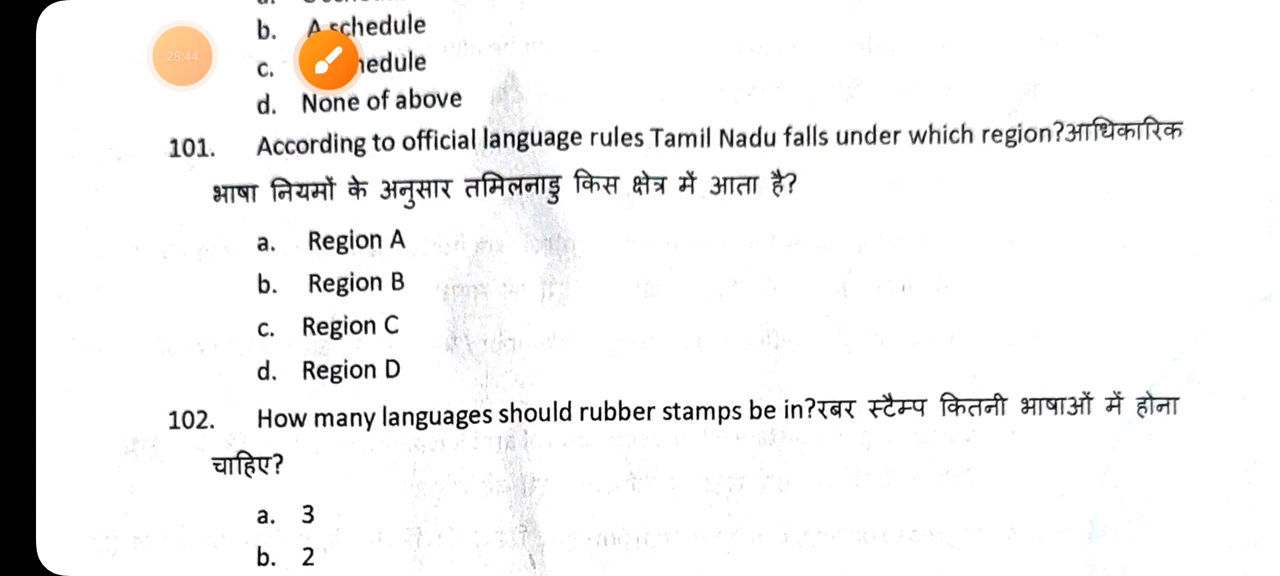 b. A schedule
28:44
c. hedule
d. None of above
101. According to official language rules Tamil Nadu falls under which region?आधिकारिक
भाषा नियमों के अनुसार तमिलनाडु किस क्षेत्र में आता है?
a. Region A
b. Region B
c. Region C
d. Region D
102. How many languages should rubber stamps be in?रबर स्टैम्प कितनी भाषाओं में होना
चाहिए?
a. 3
b. 2